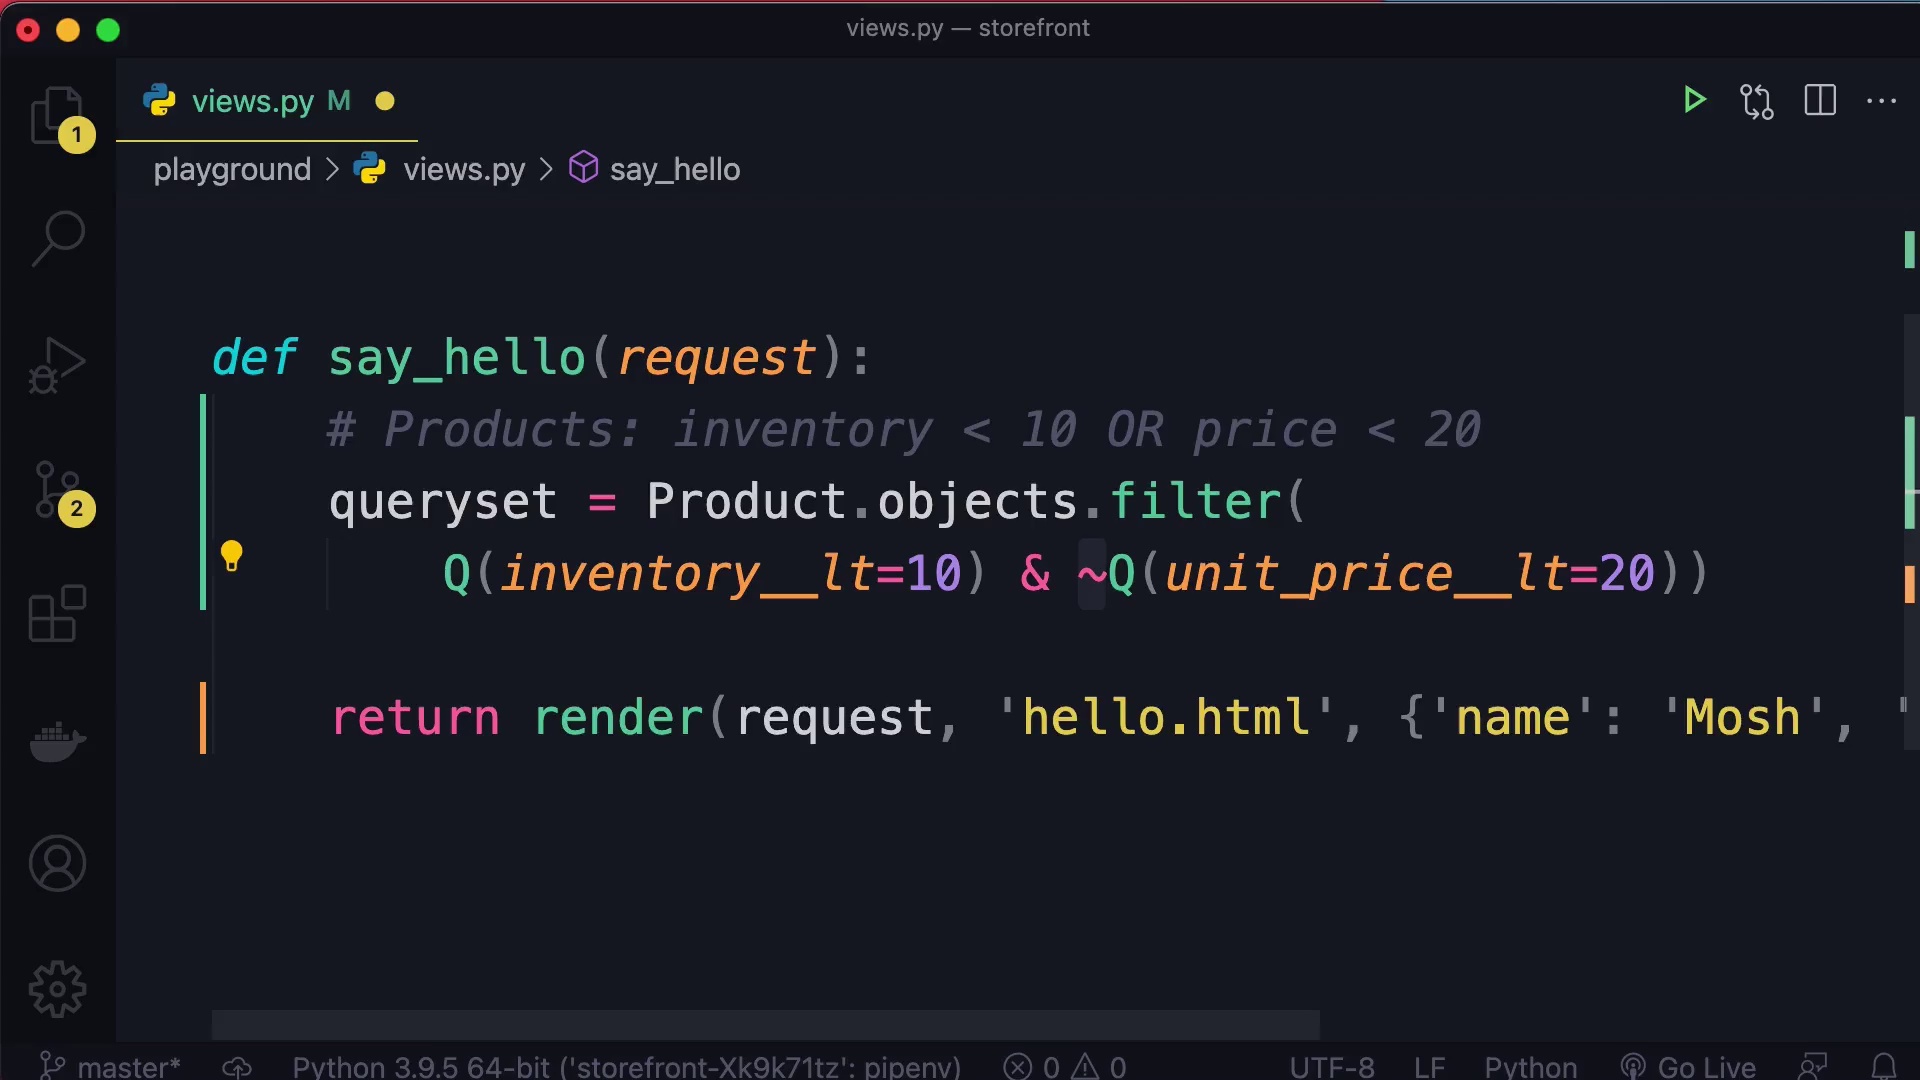 views.py — storefront
views.py M
1
playground > views.py > say_hello
def say_hello(request):
# Products: inventory < 10 OR price < 20
queryset = Product.objects.filter(
Q(inventory__lt=10) & ~Q(unit_price__lt=20))
2
return render(request, 'hello.html', {'name': 'Mosh', '
master* Python 3.9.5 64-bit ('storefront-Xk9k71tz': pipenv) 0 0 UTF-8 LF Python Go Live